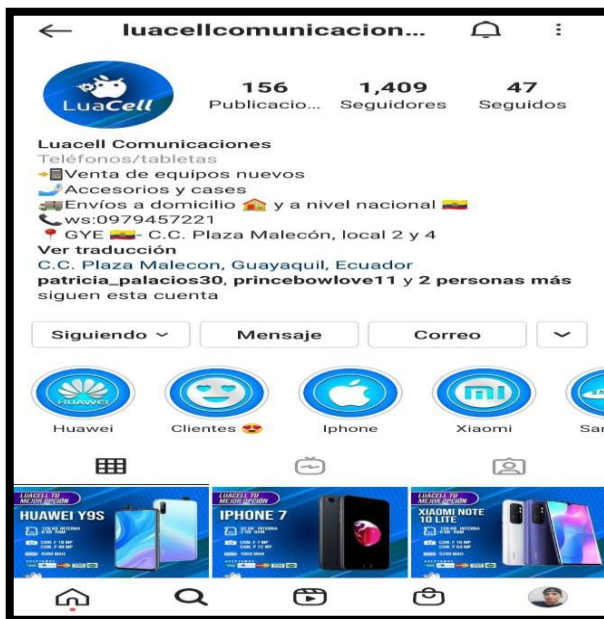 luacellcomunicacion...
LuaCell
156
Publicacio...
1,409
Seguidores
47
Seguidos
Luacell Comunicaciones
Teléfonos/tabletas
Venta de equipos nuevos
Accesorios y cases
Envíos a domicilio y a nivel nacional
ws:0979457221
GYE - C.C. Plaza Malecón, local 2 y 4
Ver traducción
C.C. Plaza Malecon, Guayaquil, Ecuador
patricia_palacios30, princebowlove11 y 2 personas más
siguen esta cuenta
Siguiendo
Mensaje
Correo
HUAWEI
mi
Huawei
Clientes
Iphone
Xiaomi
Sar
LUACELL TU
MEJOR OPCIÓN
HUAWEI Y9S
LUACELL TU
MEJOR OPCIÓN
IPHONE 7
LUACELL TU
MEJOR OPCIÓN
XIAOMI NOTE
10 LITE